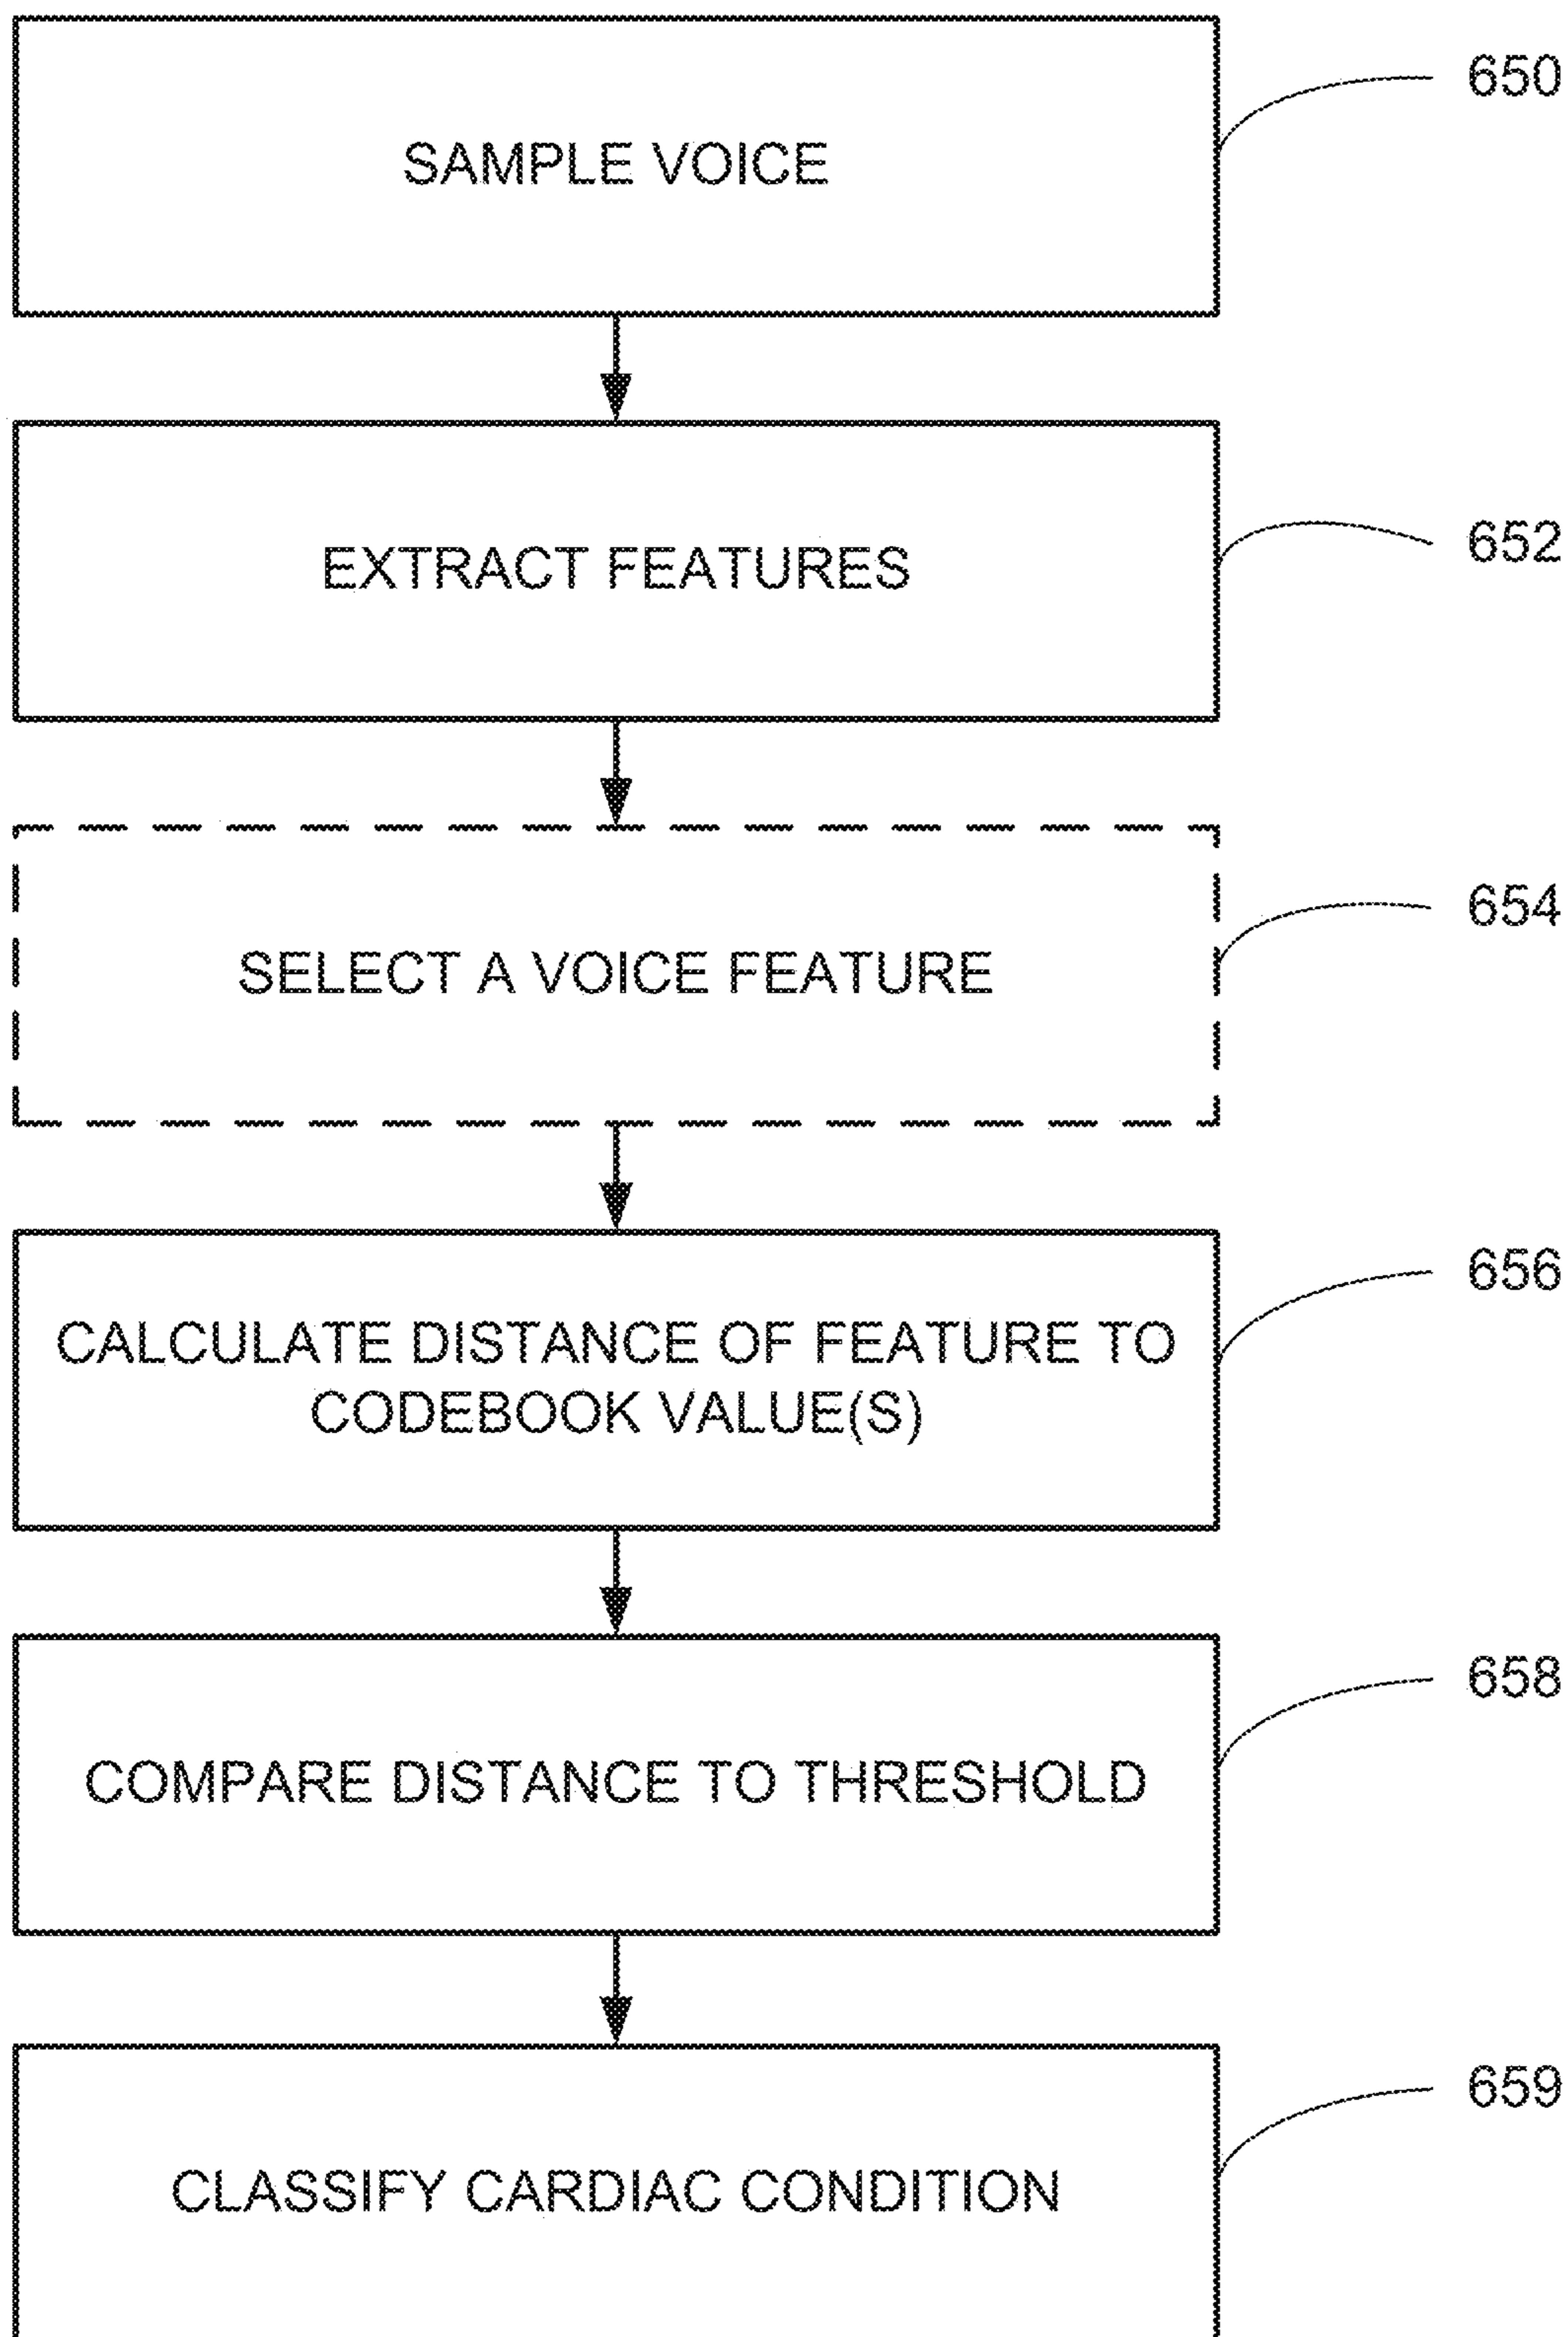 SAMPLE VOICE
650
EXTRACT FEATURES
652
SELECT A VOICE FEATURE
654
CALCULATE DISTANCE OF FEATURE TO
CODEBOOK VALUE(S)
656
COMPARE DISTANCE TO THRESHOLD
658
CLASSIFY CARDIAC CONDITION
659